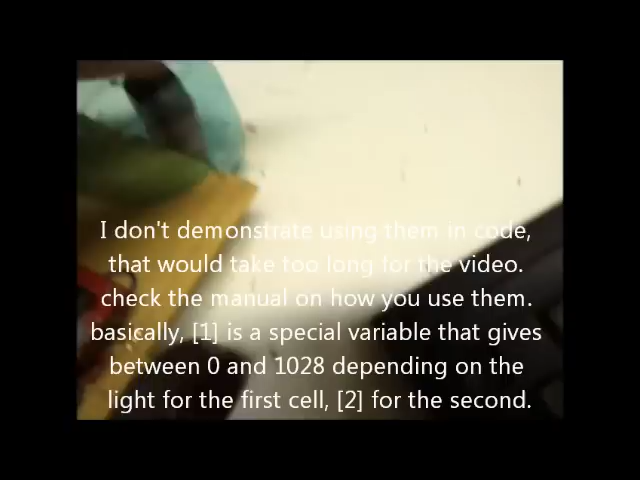 I don't demonstrate using them in code,
that would take too long for the video.
check the manual on how you use them.
basically, [1] is a special variable that gives
between 0 and 1028 depending on the
light for the first cell, [2] for the second.